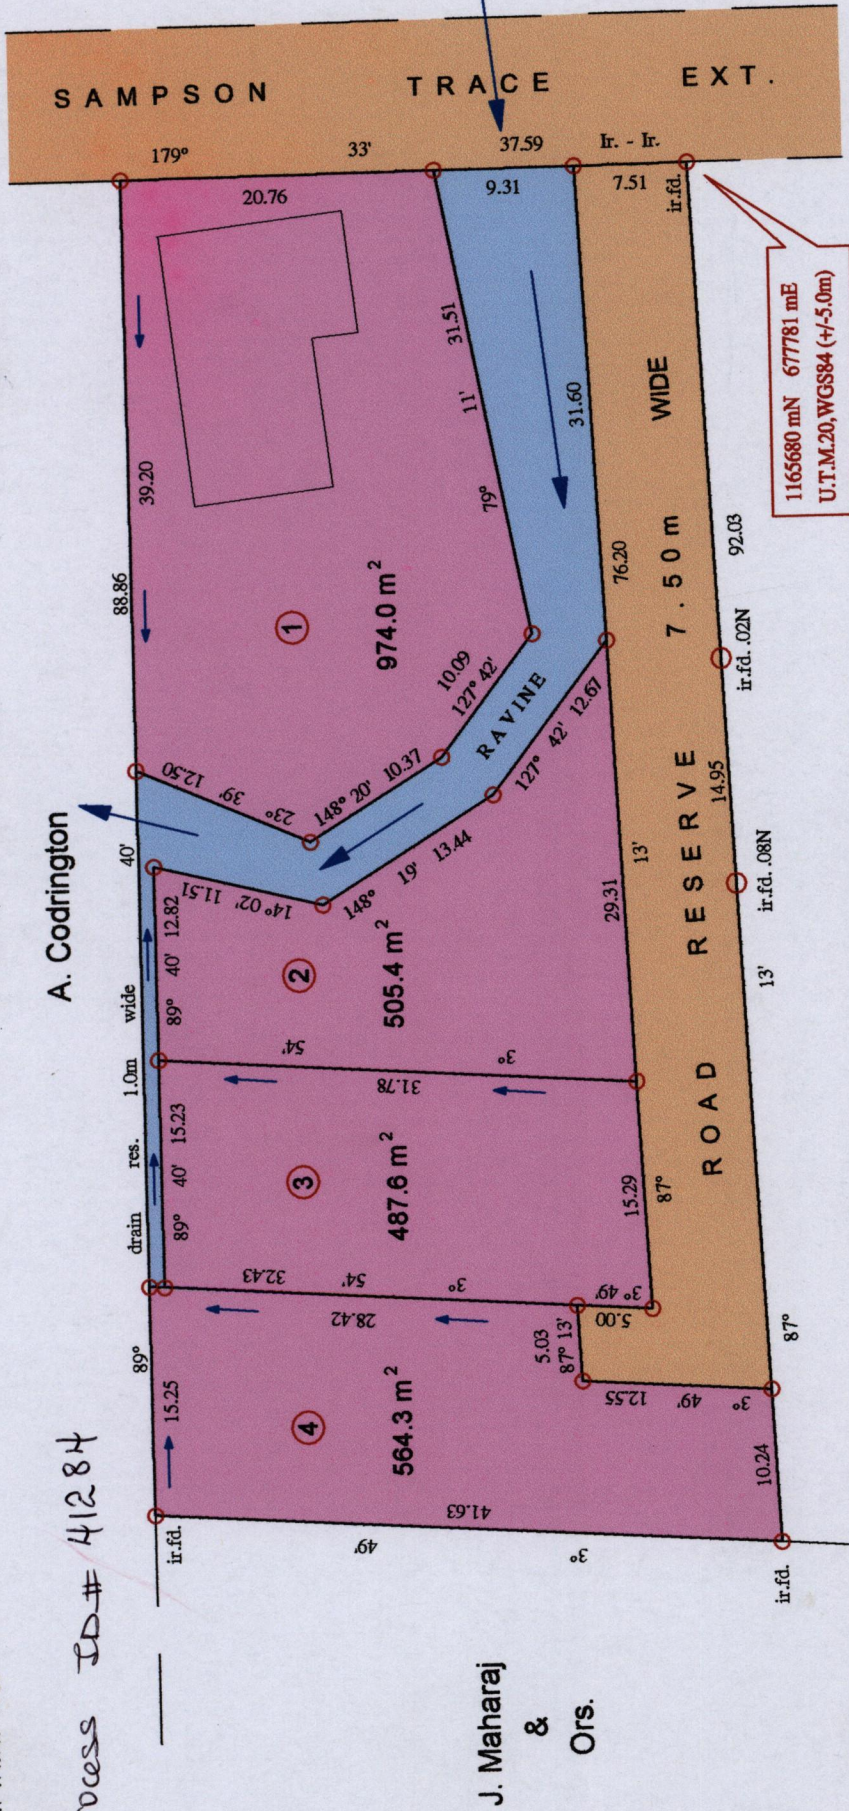 SAMPSON TRACE EXT.
179° 33' 37.59 Ir. - Ir.
20.76
9.31
7.51
ir.fd.
1165680 mN 677781 mE
U.T.M.20,WGS84 (+/-5.0m)
88.86
39.20
31.51
11'
79°
31.60
76.20
①
974.0 m²
10.09
127° 42'
RAVINE
12.50
39'
23°
148° 20' 10.37
127° 42' 12.67
A. Codrington
40'
11.51
14° 02'
148° 19' 13.44
drain res. 1.0m wide
89° 40' 12.82
②
505.4 m²
29.31
13'
54'
3°
31.78
89° 40' 15.23
③
487.6 m²
15.29
87°
32.43
54'
3°
28.42
3° 49'
5.00
5.03
87° 13'
89°
15.25
④
564.3 m²
12.55
49'
3°
10.24
41.63
49'
3°
ir.fd.
ir.fd.
ROAD RESERVE 7.50m WIDE
87°
13'
14.95
92.03
ir.fd. .08N
ir.fd. .02N
ocess ID# 41284
J. Maharaj
&
Ors.